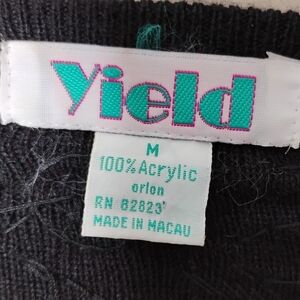 Yield
M
100% Acrylic
orlon
RN 82823'
MADE IN MACAU